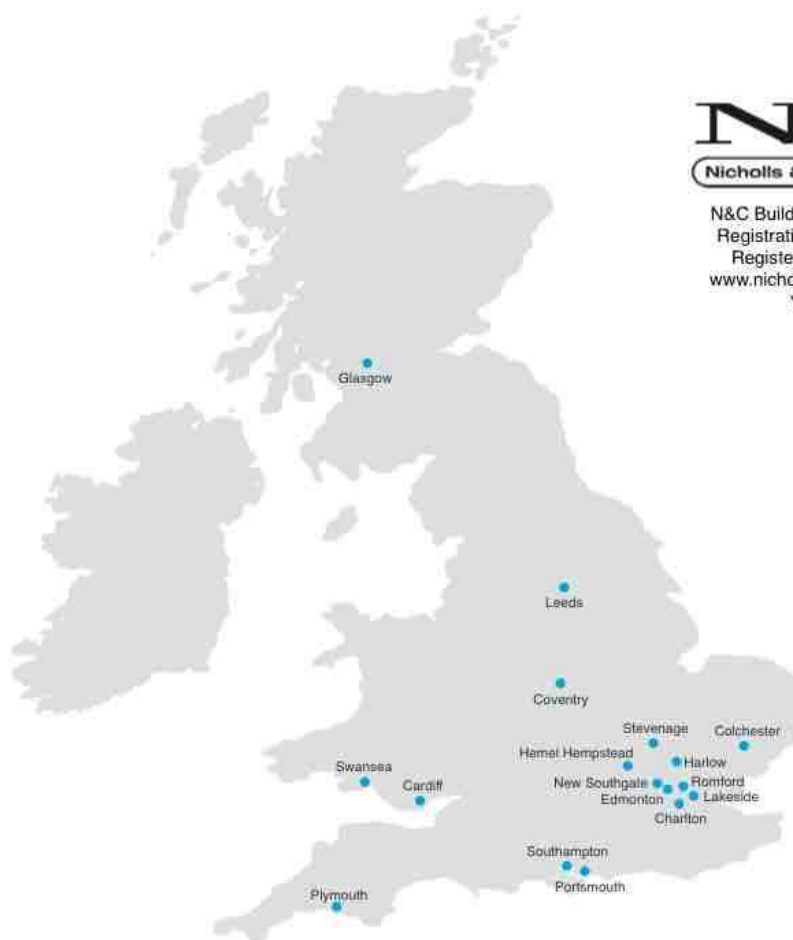 N
Nicholls &
N&C Build
Registrati
Registe
www.nicho
Glasgow
Leeds
Coventry
Stevenage
Colchester
Hemel Hempstead
Harlow
Swansea
Cardiff
New Southgate
Romford
Edmonton
Lakeside
Charlton
Southampton
Portsmouth
Plymouth